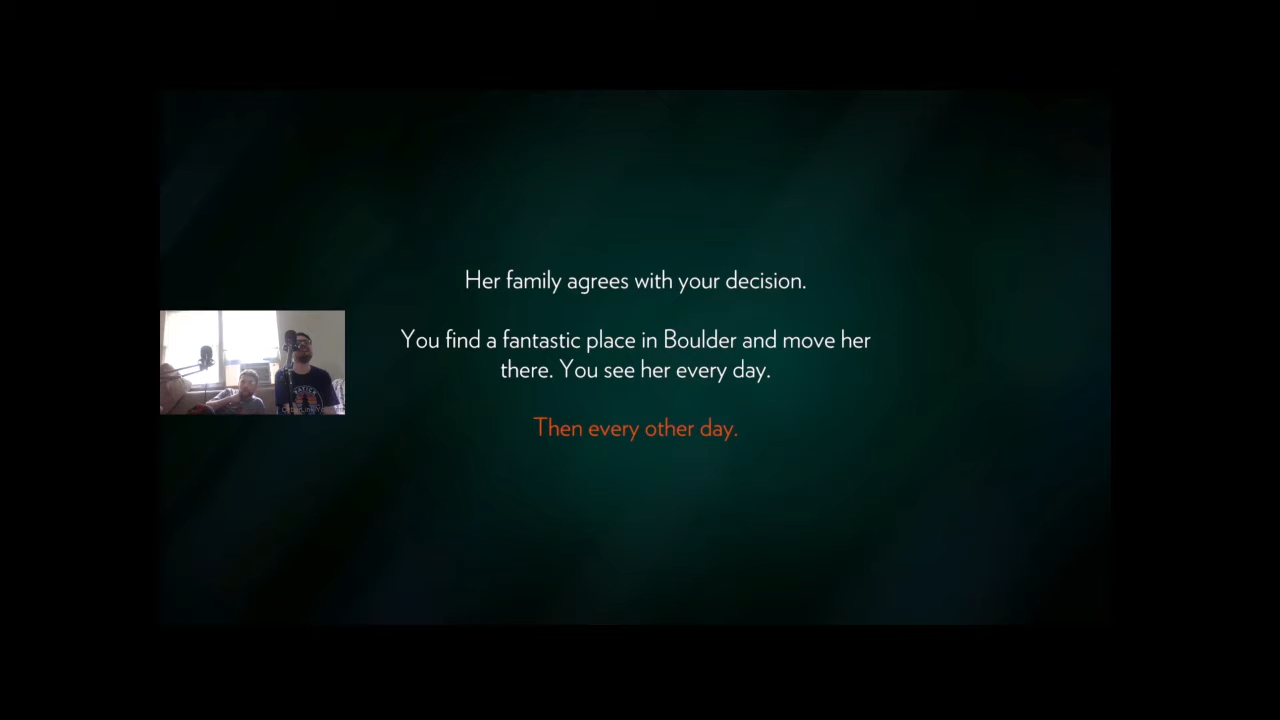 Her family agrees with your decision.
You find a fantastic place in Boulder and move her
there. You see her every day.
Then every other day.